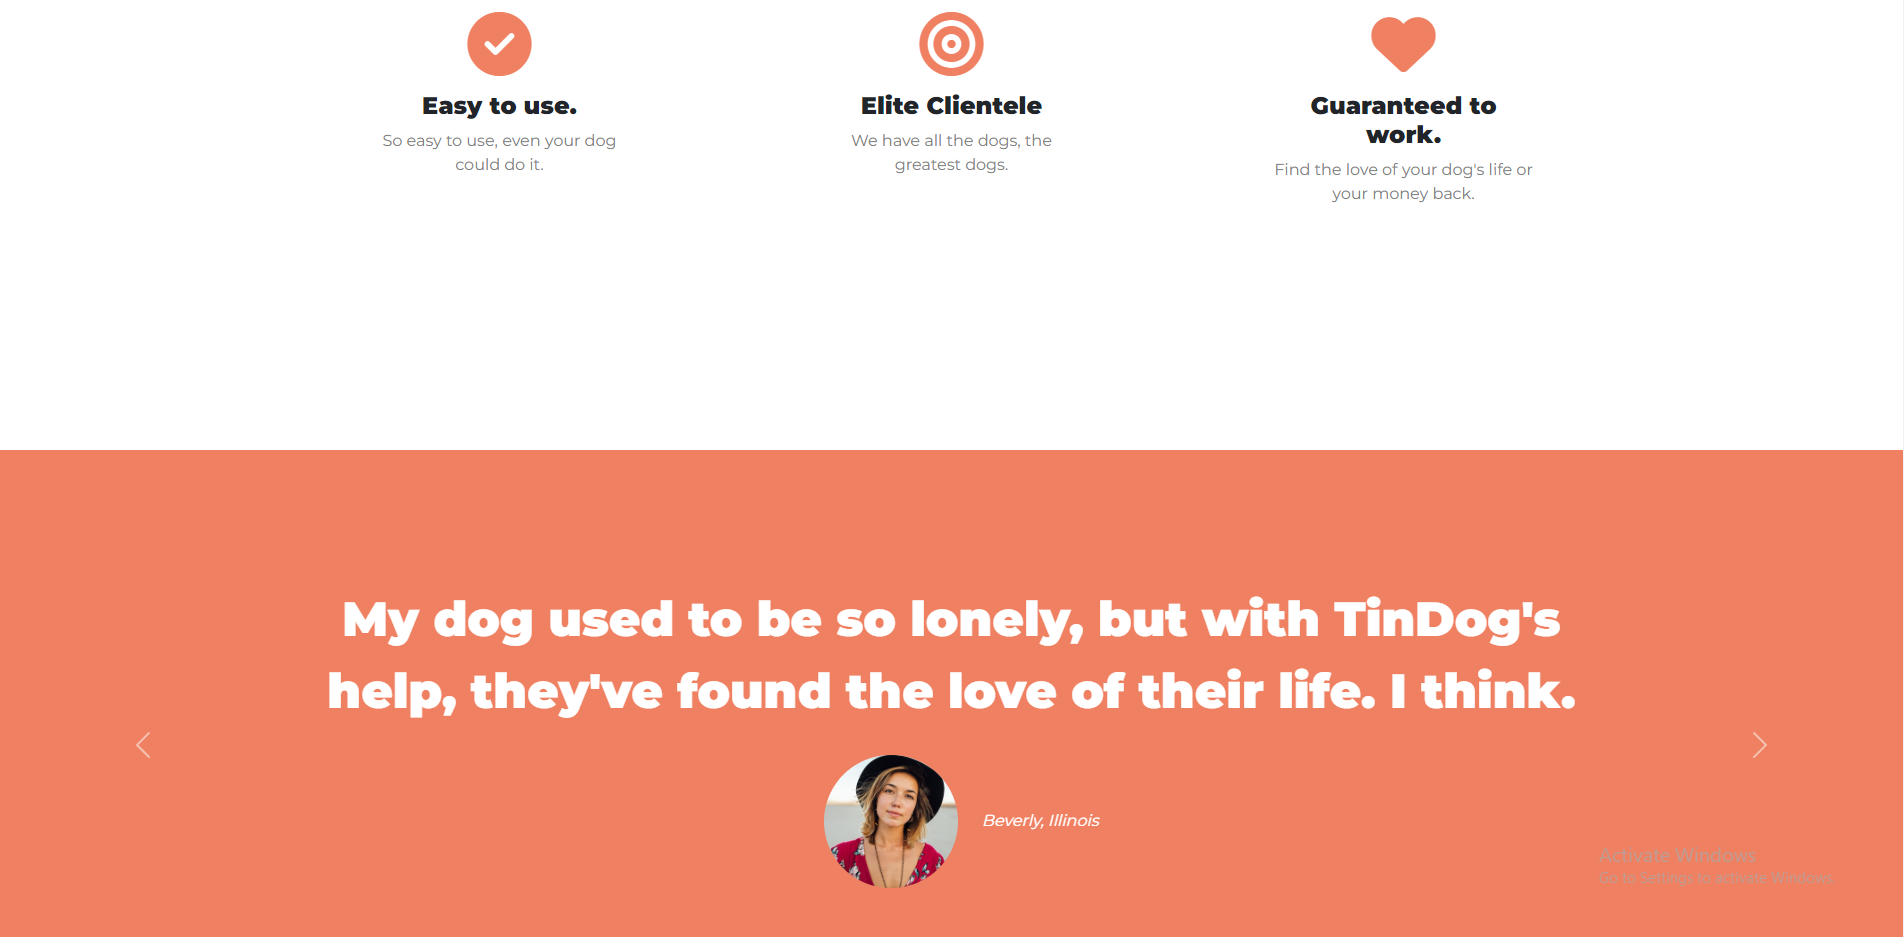 Easy to use.
So easy to use, even your dog
could do it.
Elite Clientele
We have all the dogs, the
greatest dogs.
Guaranteed to
work.
Find the love of your dog's life or
your money back.
My dog used to be so lonely, but with TinDog's
help, they've found the love of their life. I think.
Beverly, Illinois
Activate Windows
Go to Settings to activate Windows.